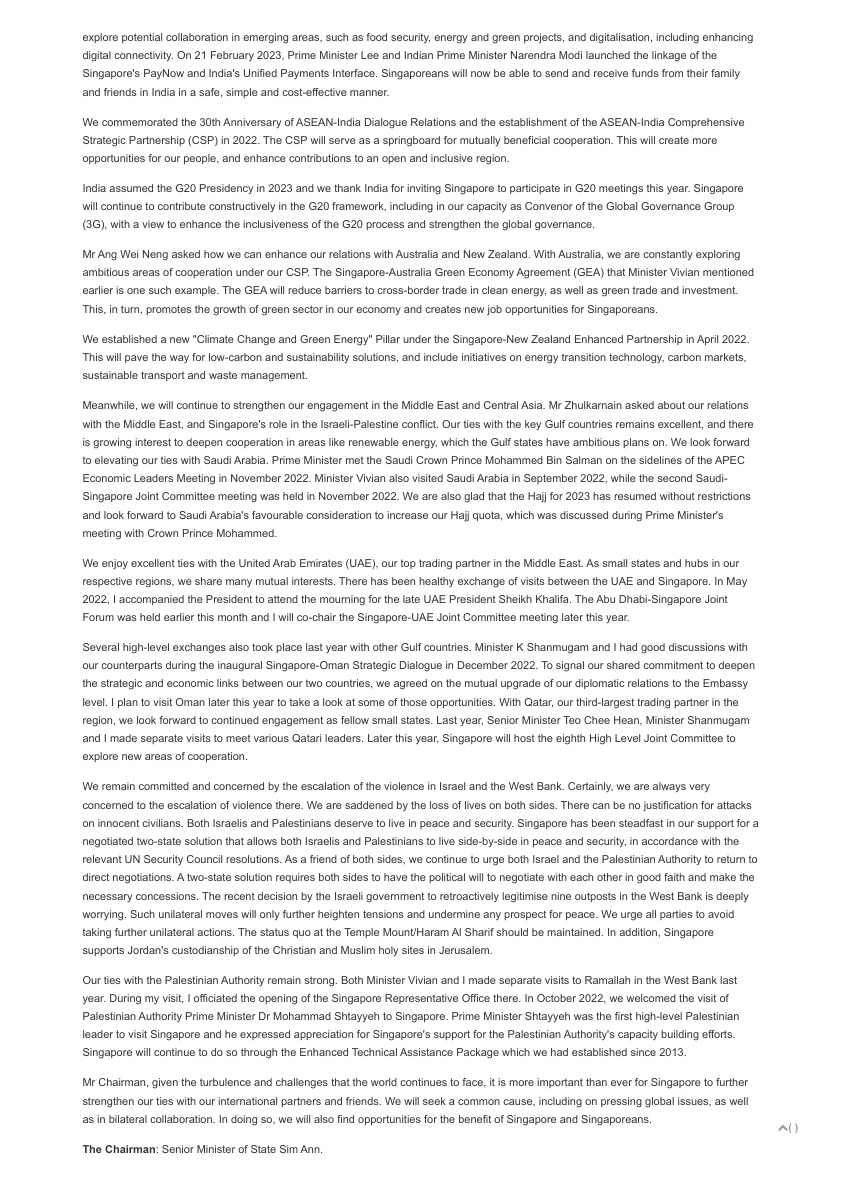 explore potential collaboration in emerging areas, such as food security, energy and green projects, and digitalisation, including enhancing
digital connectivity. On 21 February 2023, Prime Minister Lee and Indian Prime Minister Narendra Modi launched the linkage of the
Singapore's PayNow and India's Unified Payments Interface. Singaporeans will now be able to send and receive funds from their family
and friends in India in a safe, simple and cost-effective manner.
We commemorated the 30th Anniversary of ASEAN-India Dialogue Relations and the establishment of the ASEAN-India Comprehensive
Strategic Partnership (CSP) in 2022. The CSP will serve as a springboard for mutually beneficial cooperation. This will create more
opportunities for our people, and enhance contributions to an open and inclusive region.
India assumed the G20 Presidency in 2023 and we thank India for inviting Singapore to participate in G20 meetings this year. Singapore
will continue to contribute constructively in the G20 framework, including in our capacity as Convenor of the Global Governance Group
(3G), with a view to enhance the inclusiveness of the G20 process and strengthen the global governance.
Mr Ang Wei Neng asked how we can enhance our relations with Australia and New Zealand. With Australia, we are constantly exploring
ambitious areas of cooperation under our CSP. The Singapore-Australia Green Economy Agreement (GEA) that Minister Vivian mentioned
earlier is one such example. The GEA will reduce barriers to cross-border trade in clean energy, as well as green trade and investment.
This, in turn, promotes the growth of green sector in our economy and creates new job opportunities for Singaporeans.
We established a new "Climate Change and Green Energy" Pillar under the Singapore-New Zealand Enhanced Partnership in April 2022.
This will pave the way for low-carbon and sustainability solutions, and include initiatives on energy transition technology, carbon markets,
sustainable transport and waste management.
Meanwhile, we will continue to strengthen our engagement in the Middle East and Central Asia. Mr Zhulkarnain asked about our relations
with the Middle East, and Singapore's role in the Israeli-Palestine conflict. Our ties with the key Gulf countries remains excellent, and there
is growing interest to deepen cooperation in areas like renewable energy, which the Gulf states have ambitious plans on. We look forward
to elevating our ties with Saudi Arabia. Prime Minister met the Saudi Crown Prince Mohammed Bin Salman on the sidelines of the APEC
Economic Leaders Meeting in November 2022. Minister Vivian also visited Saudi Arabia in September 2022, while the second Saudi-
Singapore Joint Committee meeting was held in November 2022. We are also glad that the Hajj for 2023 has resumed without restrictions
and look forward to Saudi Arabia's favourable consideration to increase our Hajj quota, which was discussed during Prime Minister's
meeting with Crown Prince Mohammed.
We enjoy excellent ties with the United Arab Emirates (UAE), our top trading partner in the Middle East. As small states and hubs in our
respective regions, we share many mutual interests. There has been healthy exchange of visits between the UAE and Singapore. In May
2022, I accompanied the President to attend the mourning for the late UAE President Sheikh Khalifa. The Abu Dhabi-Singapore Joint
Forum was held earlier this month and I will co-chair the Singapore-UAE Joint Committee meeting later this year.
Several high-level exchanges also took place last year with other Gulf countries. Minister K Shanmugam and I had good discussions with
our counterparts during the inaugural Singapore-Oman Strategic Dialogue in December 2022. To signal our shared commitment to deepen
the strategic and economic links between our two countries, we agreed on the mutual upgrade of our diplomatic relations to the Embassy
level. I plan to visit Oman later this year to take a look at some of those opportunities. With Qatar, our third-largest trading partner in the
region, we look forward to continued engagement as fellow small states. Last year, Senior Minister Teo Chee Hean, Minister Shanmugam
and I made separate visits to meet various Qatari leaders. Later this year, Singapore will host the eighth High Level Joint Committee to
explore new areas of cooperation.
We remain committed and concerned by the escalation of the violence in Israel and the West Bank. Certainly, we are always very
concerned to the escalation of violence there. We are saddened by the loss of lives on both sides. There can be no justification for attacks
on innocent civilians. Both Israelis and Palestinians deserve to live in peace and security. Singapore has been steadfast in our support for a
negotiated two-state solution that allows both Israelis and Palestinians to live side-by-side in peace and security, in accordance with the
relevant UN Security Council resolutions. As a friend of both sides, we continue to urge both Israel and the Palestinian Authority to return to
direct negotiations. A two-state solution requires both sides to have the political will to negotiate with each other in good faith and make the
necessary concessions. The recent decision by the Israeli government to retroactively legitimise nine outposts in the West Bank is deeply
worrying. Such unilateral moves will only further heighten tensions and undermine any prospect for peace. We urge all parties to avoid
taking further unilateral actions. The status quo at the Temple Mount/Haram Al Sharif should be maintained. In addition, Singapore
supports Jordan's custodianship of the Christian and Muslim holy sites in Jerusalem.
Our ties with the Palestinian Authority remain strong. Both Minister Vivian and I made separate visits to Ramallah in the West Bank last
year. During my visit, I officiated the opening of the Singapore Representative Office there. In October 2022, we welcomed the visit of
Palestinian Authority Prime Minister Dr Mohammad Shtayyeh to Singapore. Prime Minister Shtayyeh was the first high-level Palestinian
leader to visit Singapore and he expressed appreciation for Singapore's support for the Palestinian Authority's capacity building efforts.
Singapore will continue to do so through the Enhanced Technical Assistance Package which we had established since 2013.
Mr Chairman, given the turbulence and challenges that the world continues to face, it is more important than ever for Singapore to further
strengthen our ties with our international partners and friends. We will seek a common cause, including on pressing global issues, as well
as in bilateral collaboration. In doing so, we will also find opportunities for the benefit of Singapore and Singaporeans.
( )
The Chairman: Senior Minister of State Sim Ann.